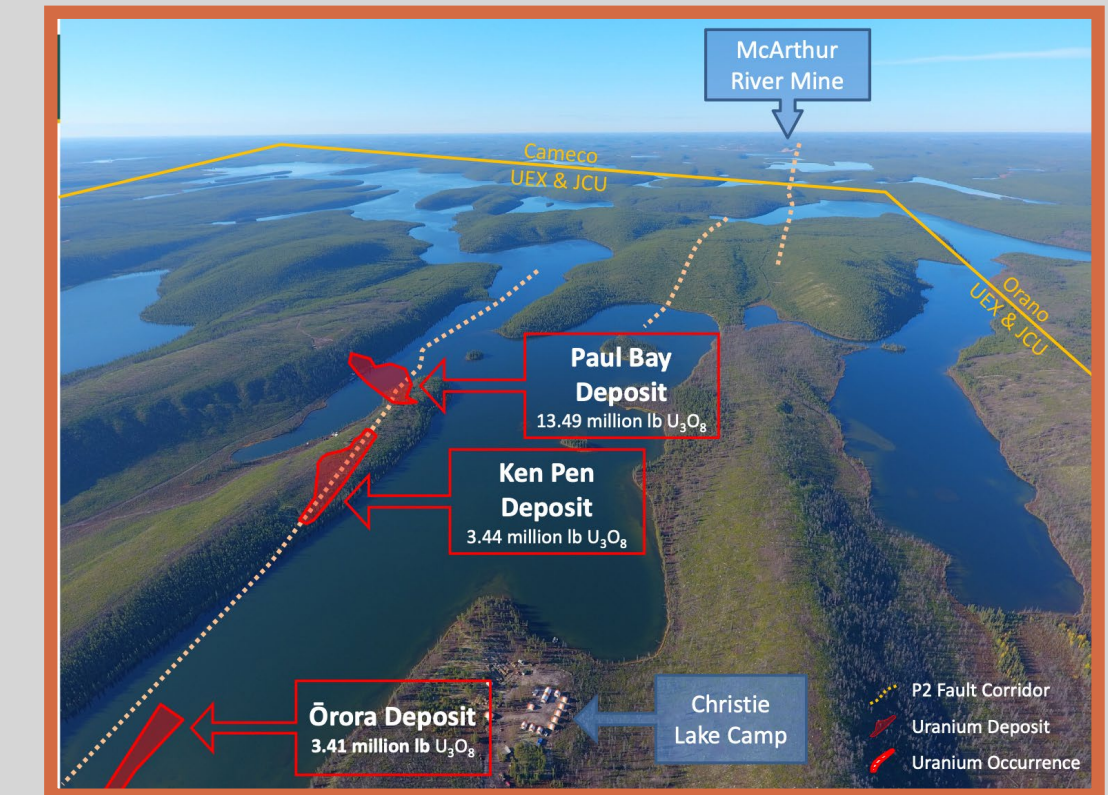 McArthur
River Mine
Cameco
UEX & JCU
Orano
UEX & JCU
Paul Bay
Deposit
13.49 million lb U₃O₈
Ken Pen
Deposit
3.44 million lb U₃O₈
Ōrora Deposit
3.41 million lb U₃O₈
Christie
Lake Camp
P2 Fault Corridor
Uranium Deposit
Uranium Occurrence